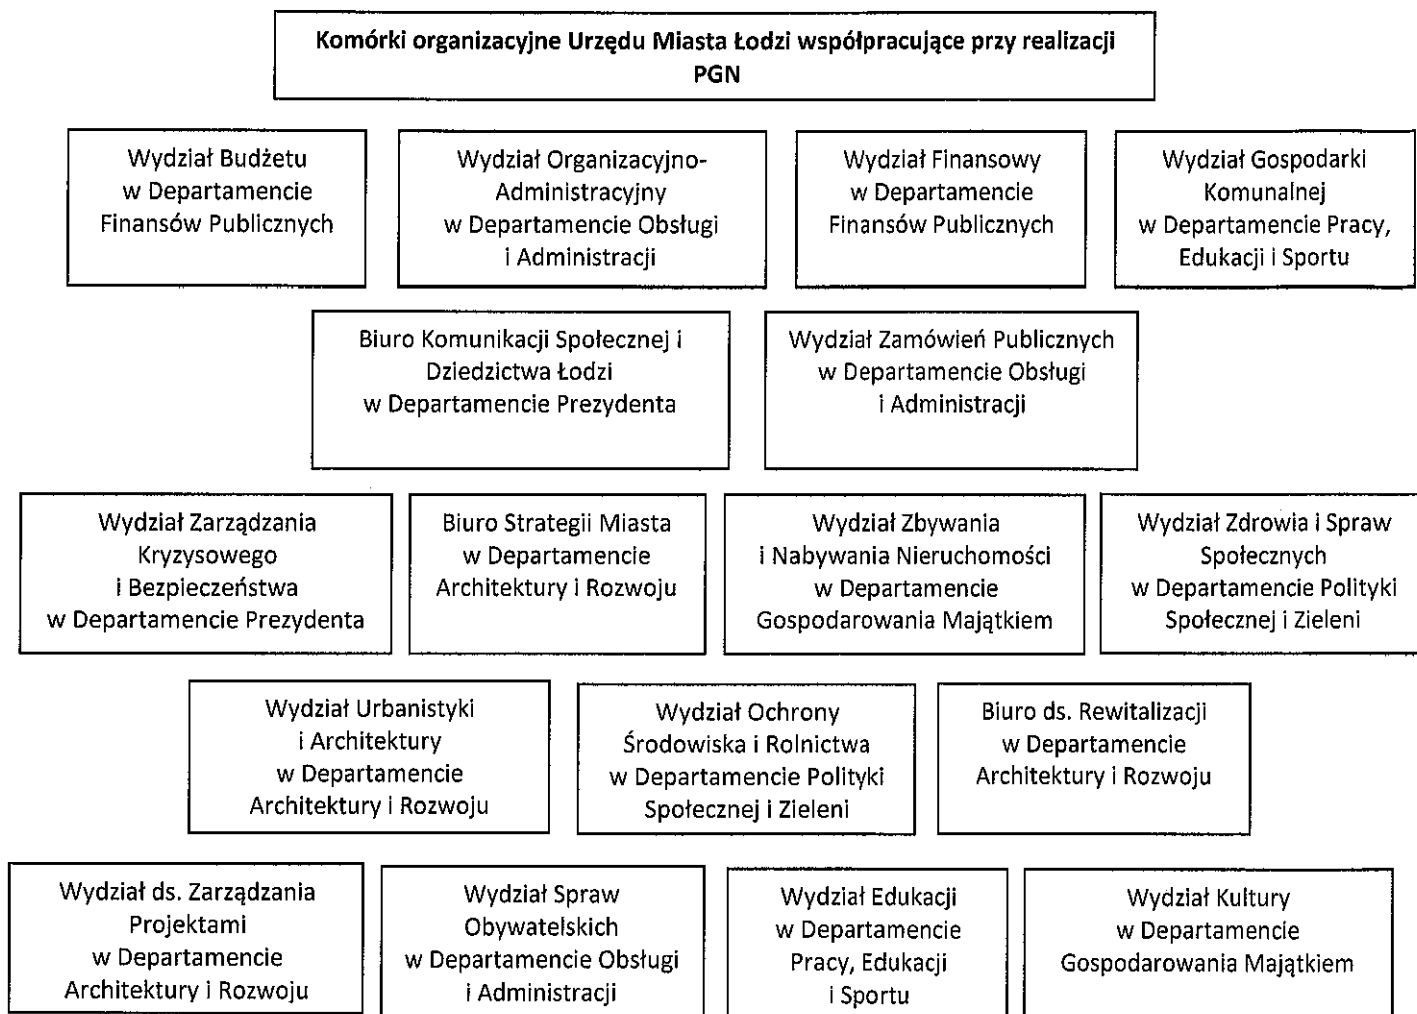 Komórki organizacyjne Urzędu Miasta Łodzi współpracujące przy realizacji
PGN
Wydział Budżetu
w Departamencie
Finansów Publicznych
Wydział Organizacyjno-
Administracyjny
w Departamencie Obsługi
i Administracji
Wydział Finansowy
w Departamencie
Finansów Publicznych
Wydział Gospodarki
Komunalnej
w Departamencie Pracy,
Edukacji i Sportu
Biuro Komunikacji Społecznej i
Dziedzictwa Łodzi
w Departamencie Prezydenta
Wydział Zamówień Publicznych
w Departamencie Obsługi
i Administracji
Wydział Zarządzania
Kryzysowego
i Bezpieczeństwa
w Departamencie Prezydenta
Biuro Strategii Miasta
w Departamencie
Architektury i Rozwoju
Wydział Zbywania
i Nabywania Nieruchomości
w Departamencie
Gospodarowania Majątkiem
Wydział Zdrowia i Spraw
Społecznych
w Departamencie Polityki
Społecznej i Zieleni
Wydział Urbanistyki
i Architektury
w Departamencie
Architektury i Rozwoju
Wydział Ochrony
Środowiska i Rolnictwa
w Departamencie Polityki
Społecznej i Zieleni
Biuro ds. Rewitalizacji
w Departamencie
Architektury i Rozwoju
Wydział ds. Zarządzania
Projektami
w Departamencie
Architektury i Rozwoju
Wydział Spraw
Obywatelskich
w Departamencie Obsługi
i Administracji
Wydział Edukacji
w Departamencie
Pracy, Edukacji
i Sportu
Wydział Kultury
w Departamencie
Gospodarowania Majątkiem